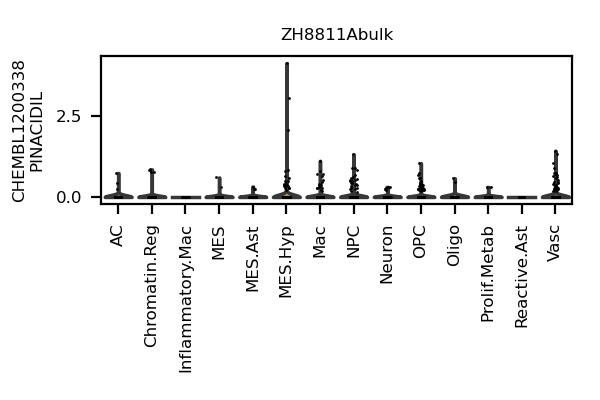 ZH8811Abulk
CHEMBL1200338
PINACIDIL
2.5
0.0
AC
Chromatin.Reg
Inflammatory.Mac
MES
MES.Ast
MES.Hyp
Mac
NPC
Neuron
OPC
Oligo
Prolif.Metab
Reactive.Ast
Vasc